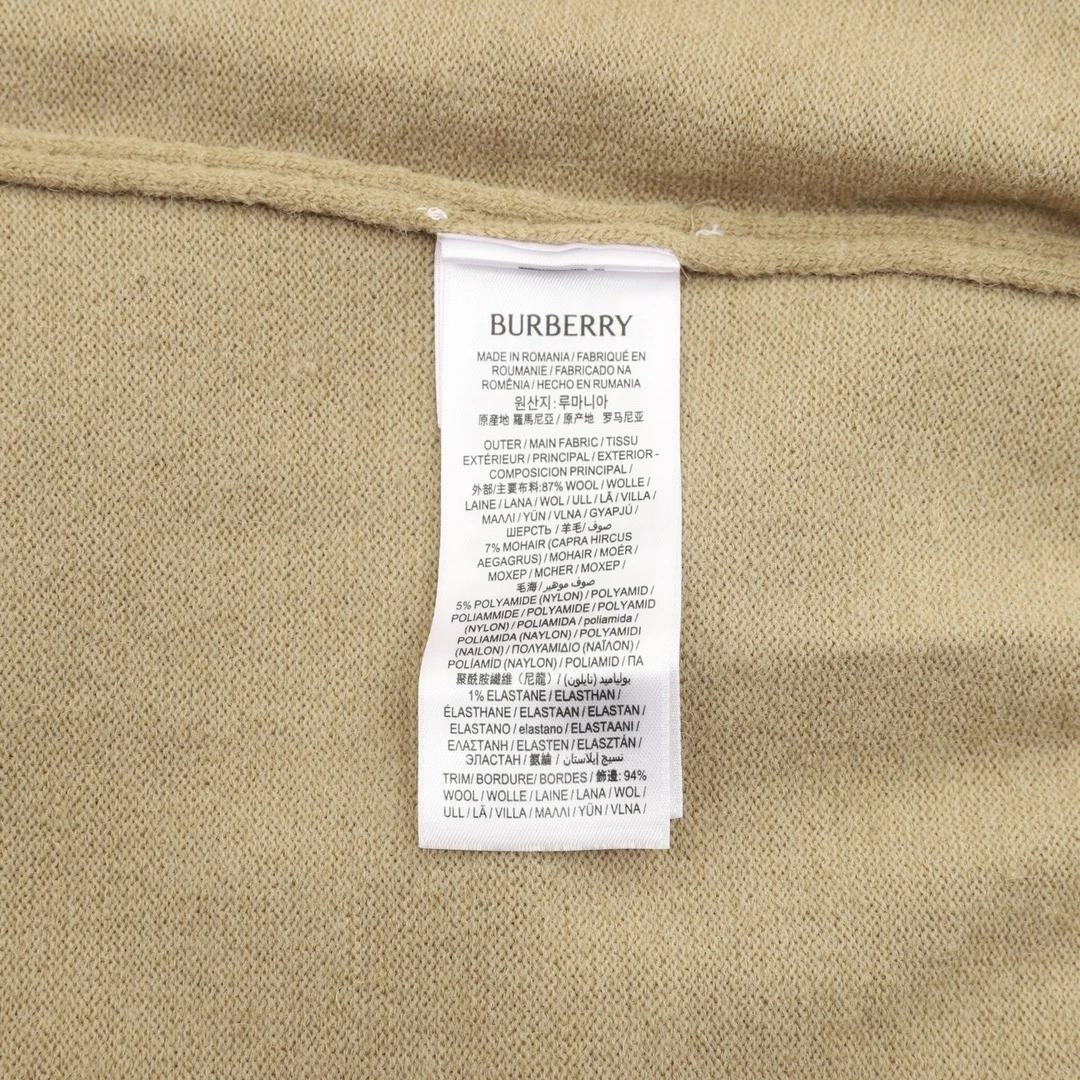 BURBERRY
MADE IN ROMANIA / FABRIQUÉ EN
ROUMANIE / FABRICADO NA
ROMÊNIA / HECHO EN RUMANIA
원산지: 루마니아
原産地 羅馬尼亞 / 原产地 罗马尼亚
OUTER / MAIN FABRIC / TISSU
EXTÉRIEUR / PRINCIPAL / EXTERIOR -
COMPOSICION PRINCIPAL /
外部/主要布料:87% WOOL / WOLLE /
LAINE / LANA / WOL / ULL / LÃ / VILLA /
ΜΑΛΛΙ / YÜN / VLNA / GYAPJÚ /
ШЕРСТЬ / 羊毛/ صوف /
7% MOHAIR (CAPRA HIRCUS
AEGAGRUS) / MOHAIR / MOÉR /
МОХЕР / MCHER / МОХЕР /
毛海 / صوف موهير /
5% POLYAMIDE (NYLON) / POLYAMID /
POLIAMMIDE / POLYAMIDE / POLYAMID
(NYLON) / POLIAMIDA / poliamida /
POLIAMIDA (NAYLON) / POLYAMIDI
(NAILON) / ΠΟΛΥΑΜΙΔΙΟ (ΝΑΪΛΟΝ) /
POLÍAMÍD (NAYLON) / POLIAMID / ПА
聚酰胺纖維（尼龍）/ بولياميد (نايلون) /
1% ELASTANE / ELASTHAN /
ÉLASTHANE / ELASTAAN / ELASTAN /
ELASTANO / elastano / ELASTAANI /
ΕΛΑΣΤΑΝΗ / ELASTEN / ELASZTÁN /
ЭЛАСТАН / 氨綸 / نسيج إيلاستان /
TRIM/ BORDURE/ BORDES / 飾邊: 94%
WOOL / WOLLE / LAINE / LANA / WOL /
ULL / LÃ / VILLA / ΜΑΛΛΙ / YÜN / VLNA /